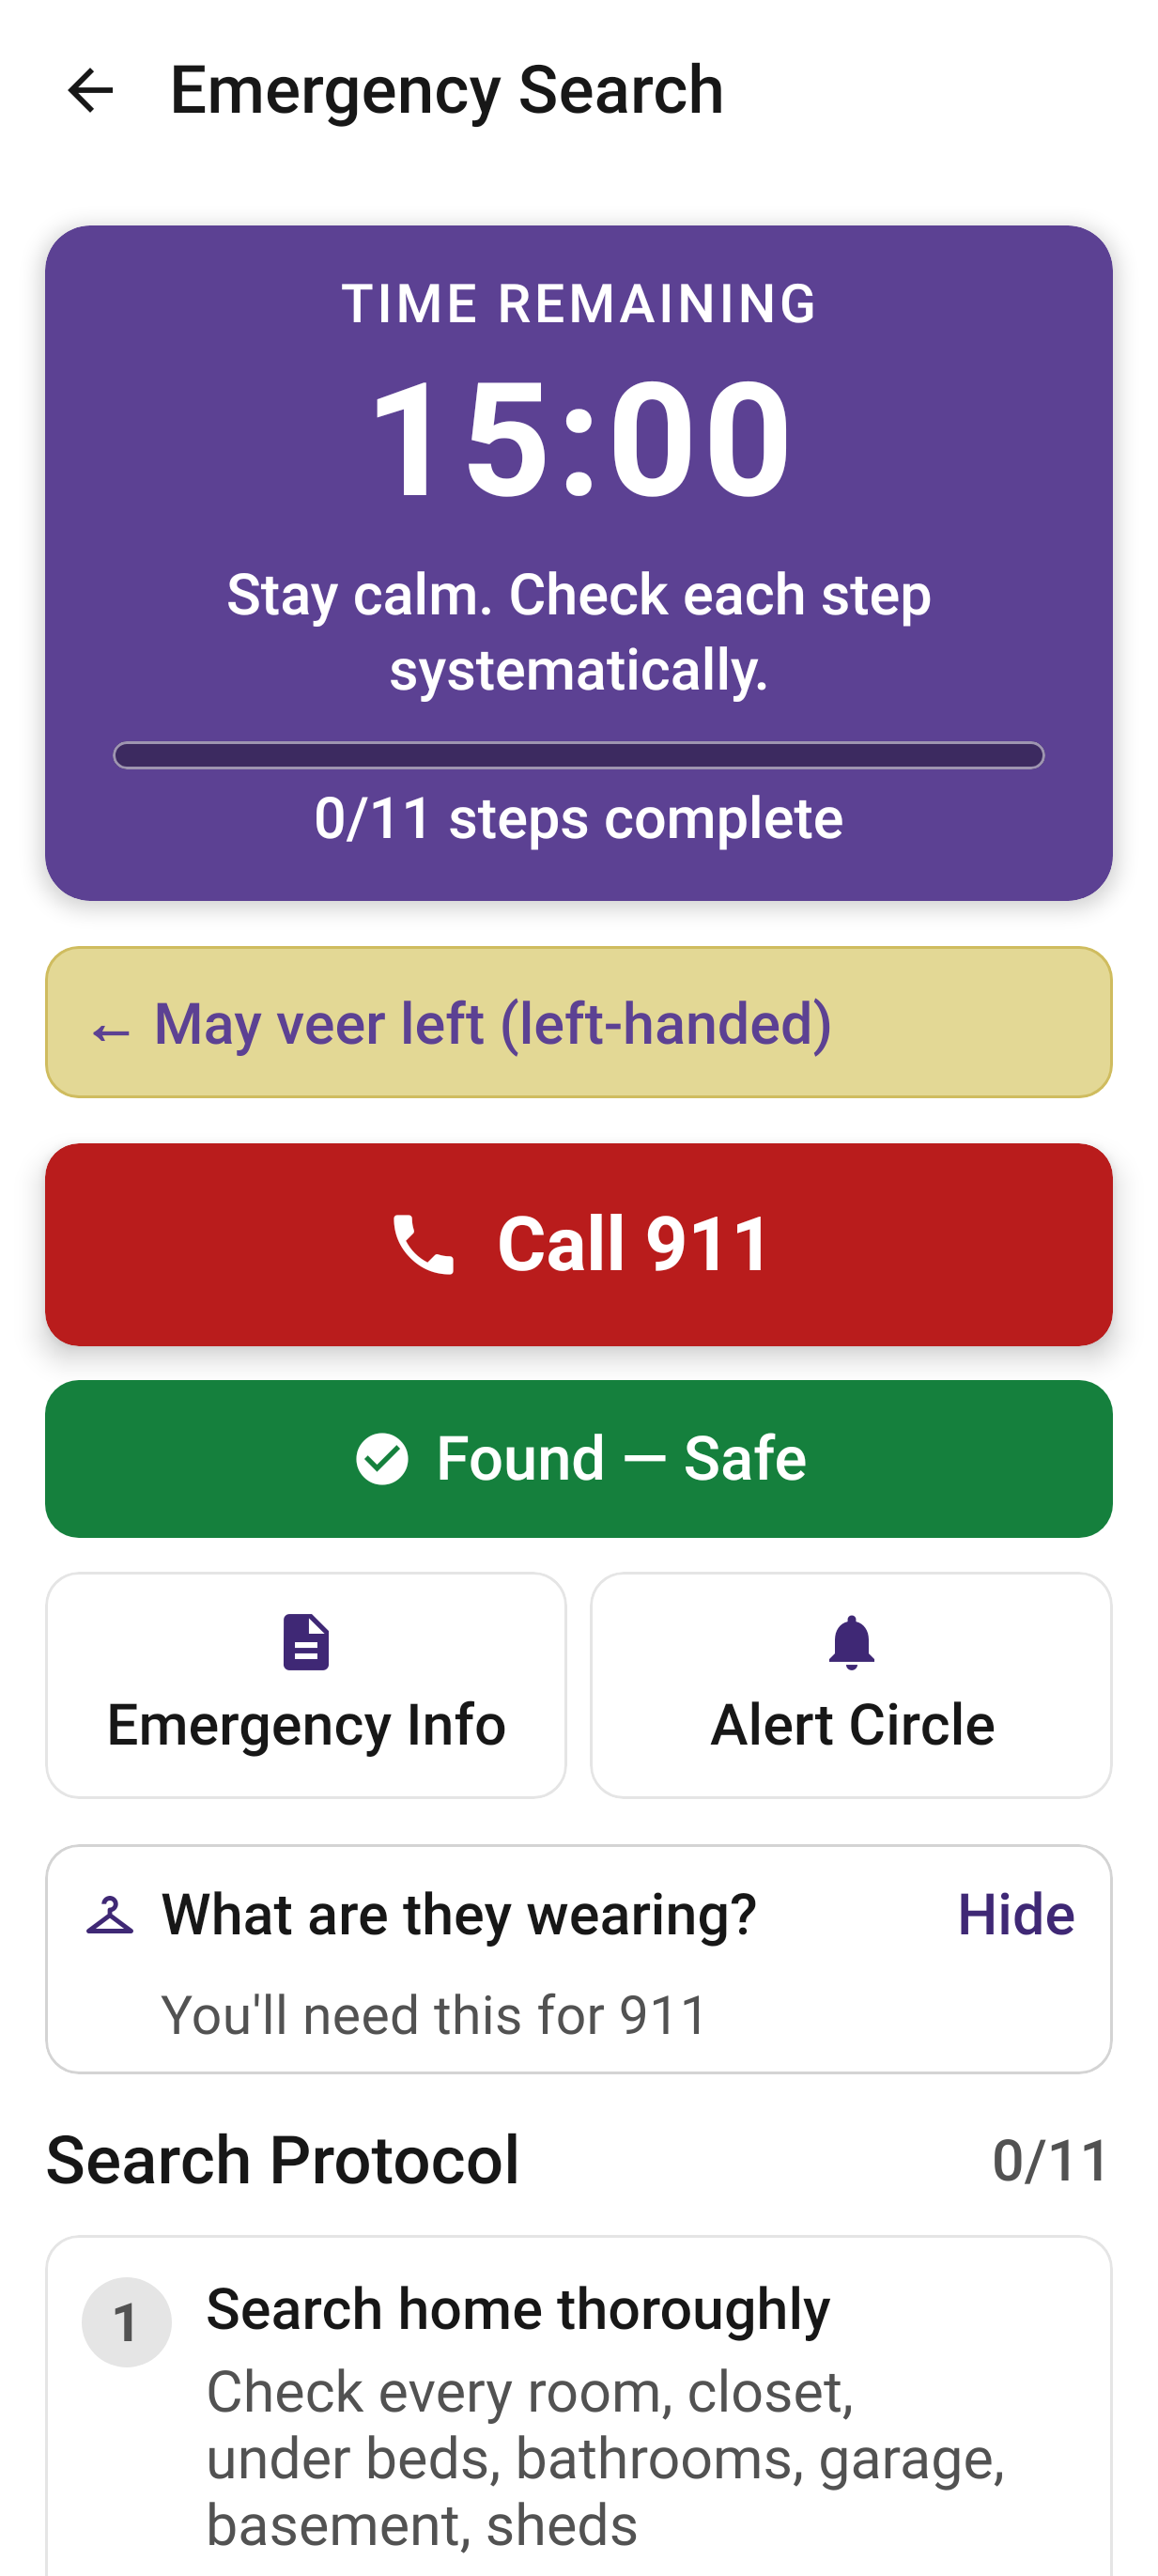 Emergency Search
TIME REMAINING
15:00
Stay calm. Check each step
systematically.
0/11 steps complete
← May veer left (left-handed)
Call 911
Found — Safe
Emergency Info
Alert Circle
What are they wearing?
Hide
You'll need this for 911
Search Protocol
0/11
1
Search home thoroughly
Check every room, closet,
under beds, bathrooms, garage,
basement, sheds